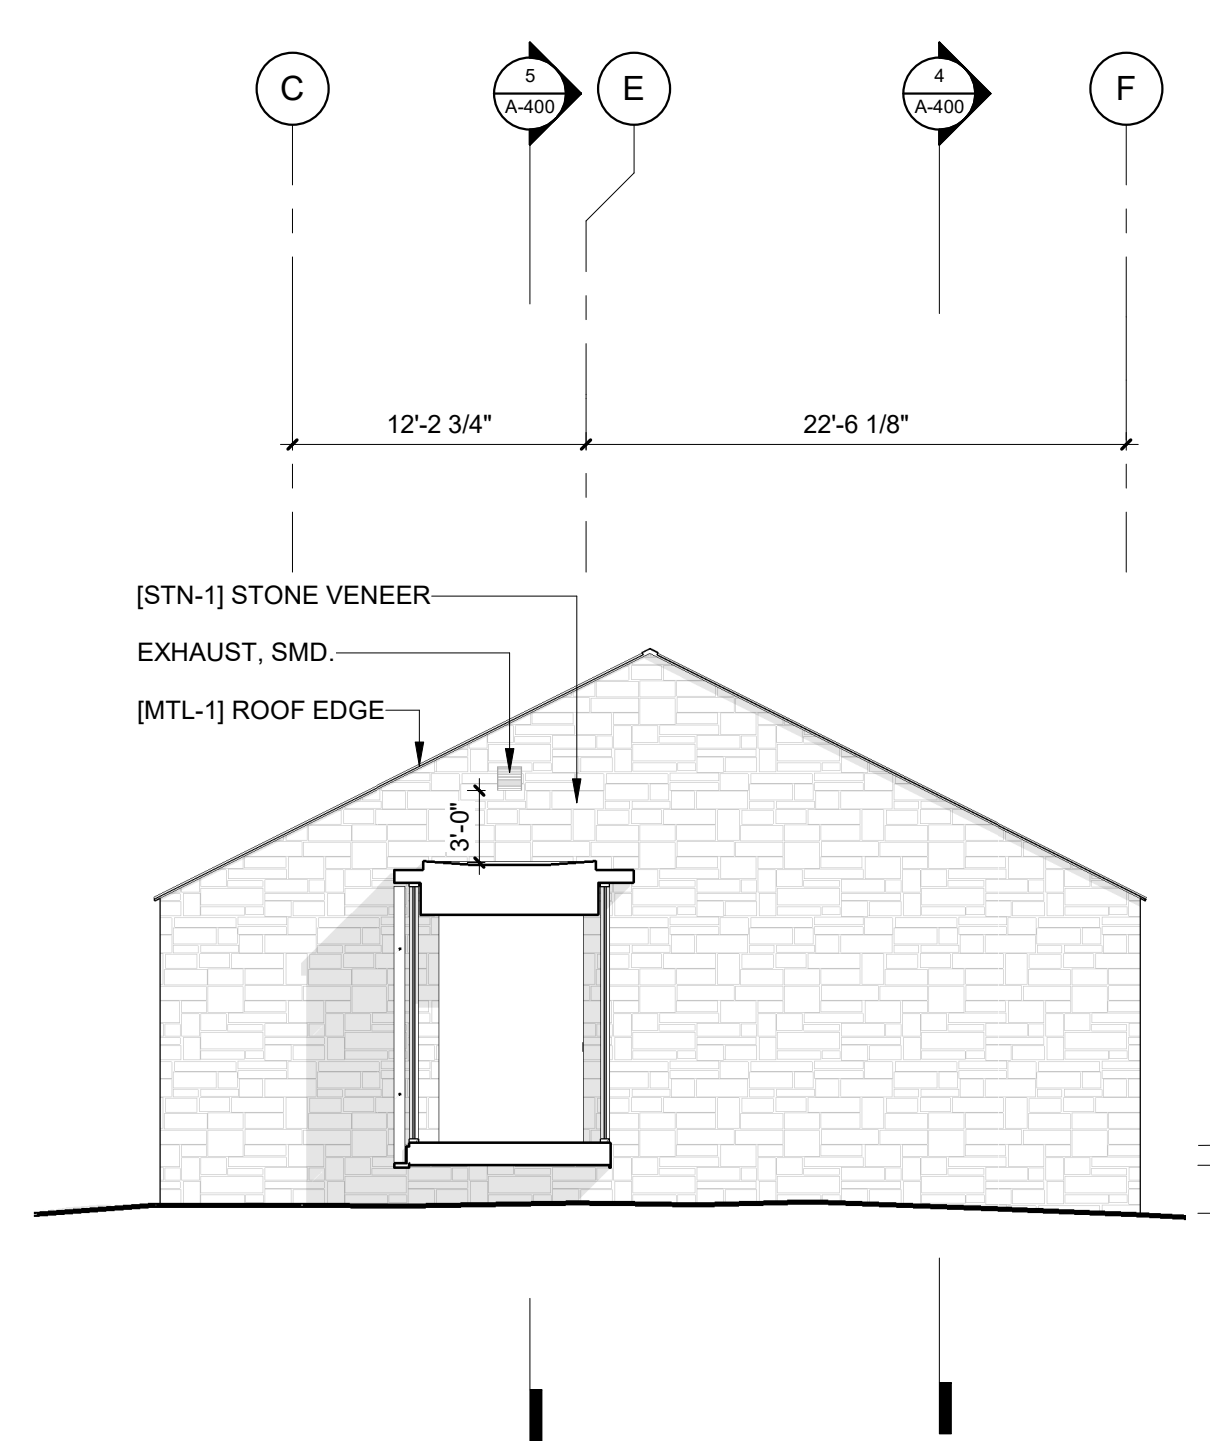 C
5
A-400
E
4
A-400
F
12'-2 3/4"
22'-6 1/8"
[STN-1] STONE VENEER
EXHAUST, SMD.
[MTL-1] ROOF EDGE
3'-0"